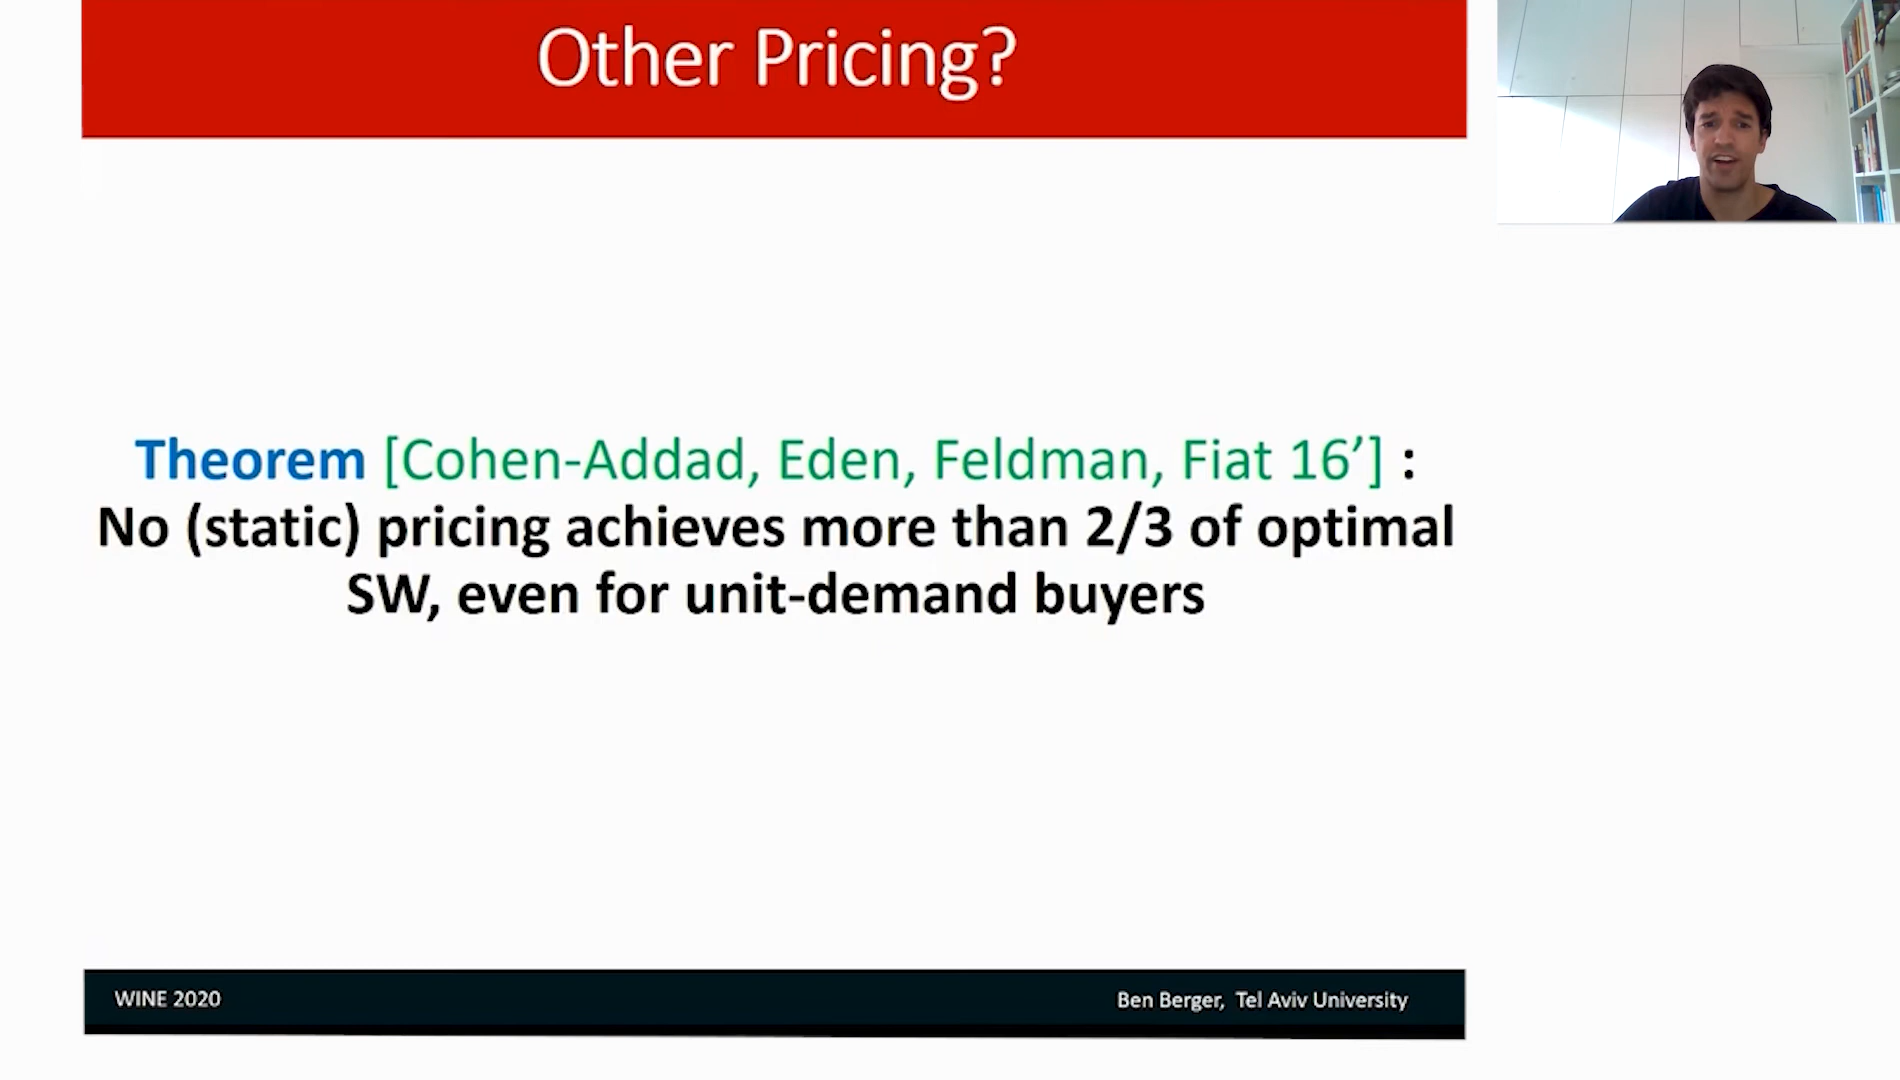 Other Pricing?
Theorem [Cohen-Addad, Eden, Feldman, Fiat 16’] :
No (static) pricing achieves more than 2/3 of optimal
SW, even for unit-demand buyers
WINE 2020
Ben Berger, Tel Aviv University